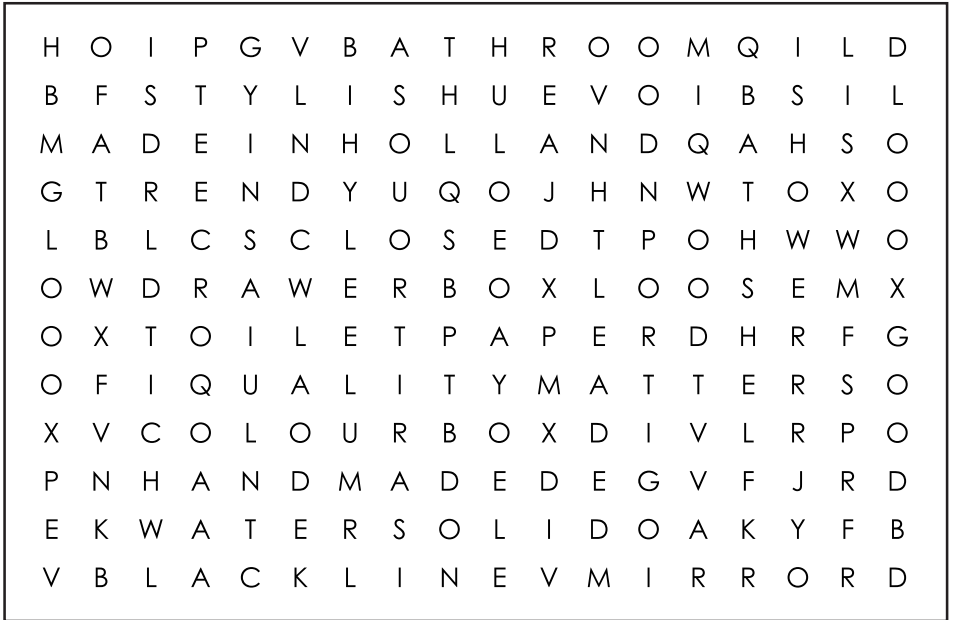 H O I P G V B A T H R O O M Q I L D
B F S T Y L I S H U E V O I B S I L
M A D E I N H O L L A N D Q A H S O
G T R E N D Y U Q O J H N W T O X O
L B L C S C L O S E D T P O H W W O
O W D R A W E R B O X L O O S E M X
O X T O I L E T P A P E R D H R F G
O F I Q U A L I T Y M A T T E R S O
X V C O L O U R B O X D I V L R P O
P N H A N D M A D E D E G V F J R D
E K W A T E R S O L I D O A K Y F B
V B L A C K L I N E V M I R R O R D